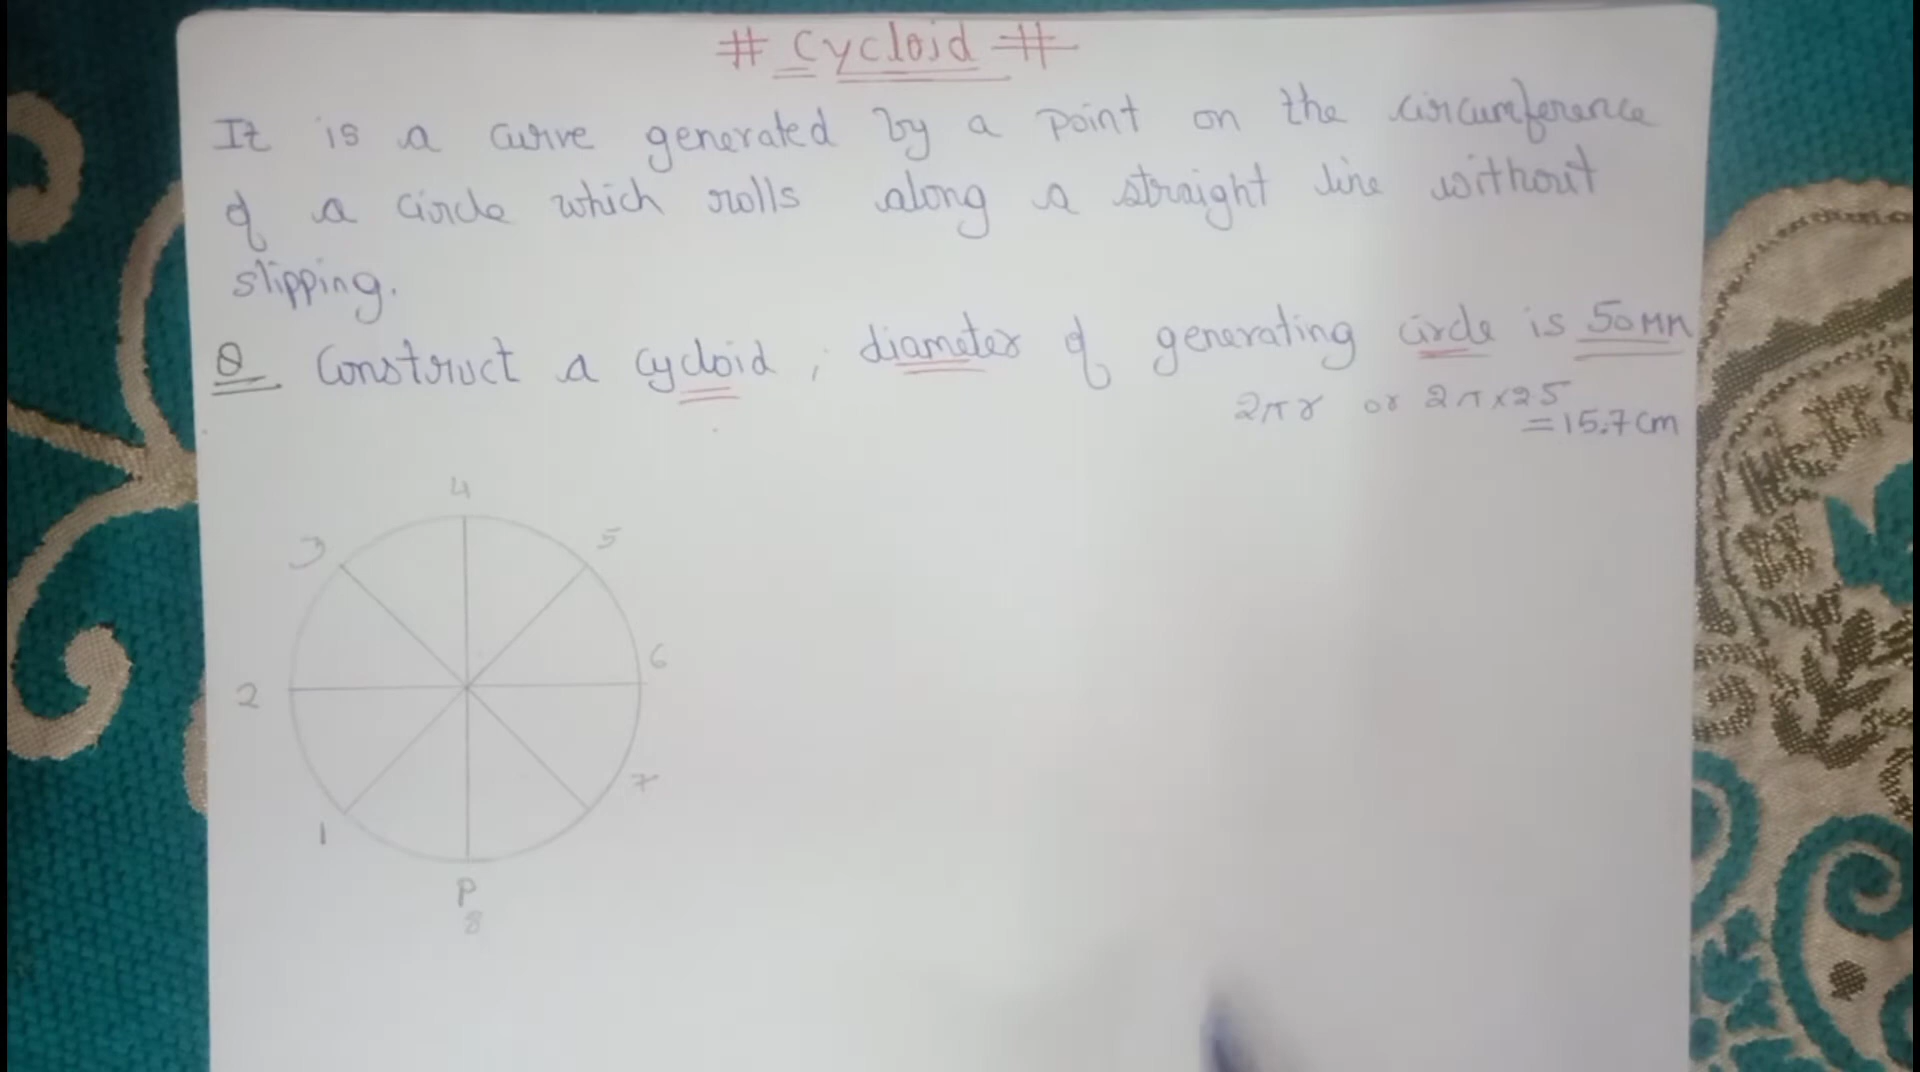 # Cycloid #
It is a curve generated by a point on the circumference
of a circle which rolls along a straight line without
slipping.
Q Construct a cycloid, diameter of generating circle is 50MM
2πr or 2π×25
=15.7cm
4
3
5
6
2
7
1
P
8